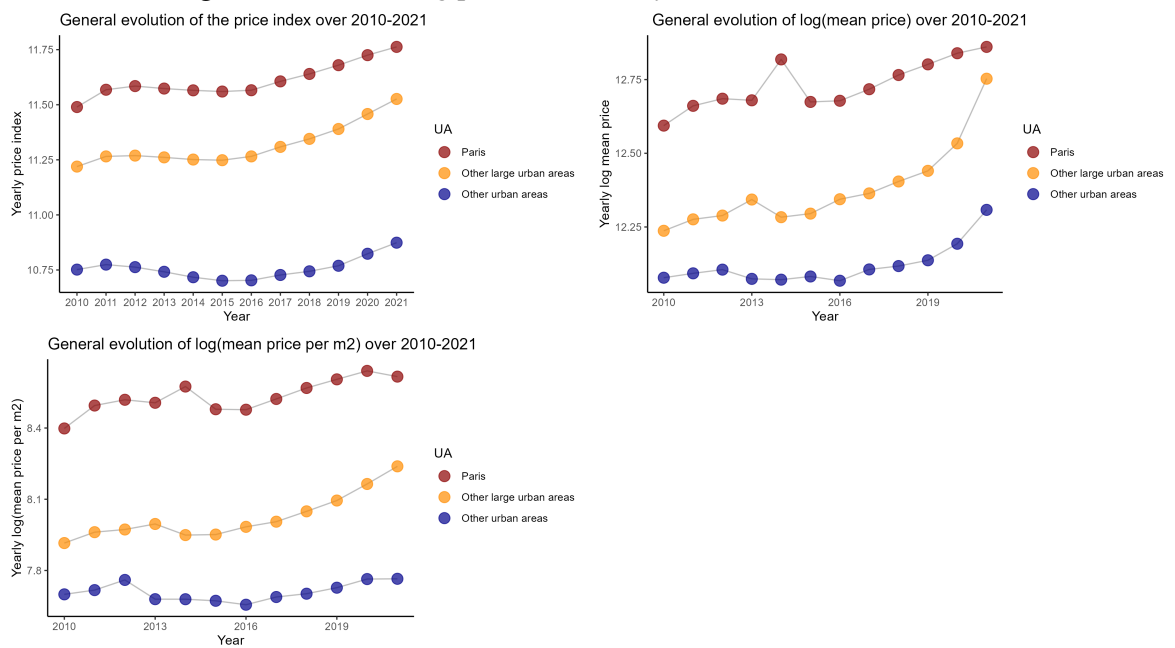 General evolution of the price index over 2010-2021
11.75
11.50
11.25
11.00
10.75
Yearly price index
2010 2011 2012 2013 2014 2015 2016 2017 2018 2019 2020 2021
Year
UA
Paris
Other large urban areas
Other urban areas
General evolution of log(mean price) over 2010-2021
12.75
12.50
12.25
Yearly log mean price
2010 2013 2016 2019
Year
UA
Paris
Other large urban areas
Other urban areas
General evolution of log(mean price per m2) over 2010-2021
8.4
8.1
7.8
Yearly log(mean price per m2)
2010 2013 2016 2019
Year
UA
Paris
Other large urban areas
Other urban areas